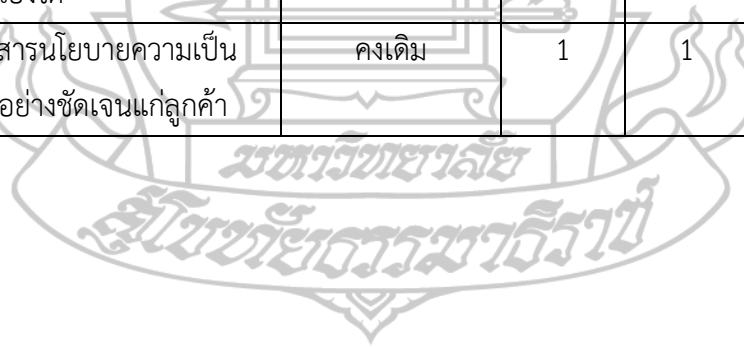 สารนโยบายความเป็น คงเดิม 1 1
อย่างชัดเจนแก่ลูกค้า
มหาวิทยาลัย
สุโขทัยธรรมาธิราช